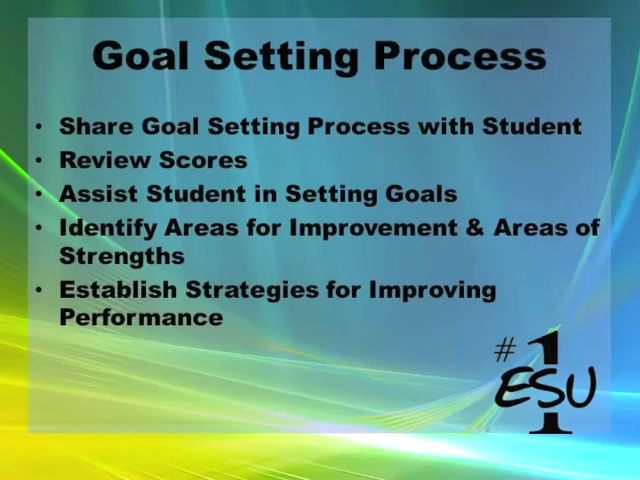 Goal Setting Process
• Share Goal Setting Process with Student
• Review Scores
• Assist Student in Setting Goals
• Identify Areas for Improvement & Areas of
Strengths
• Establish Strategies for Improving
Performance
#1
ESU